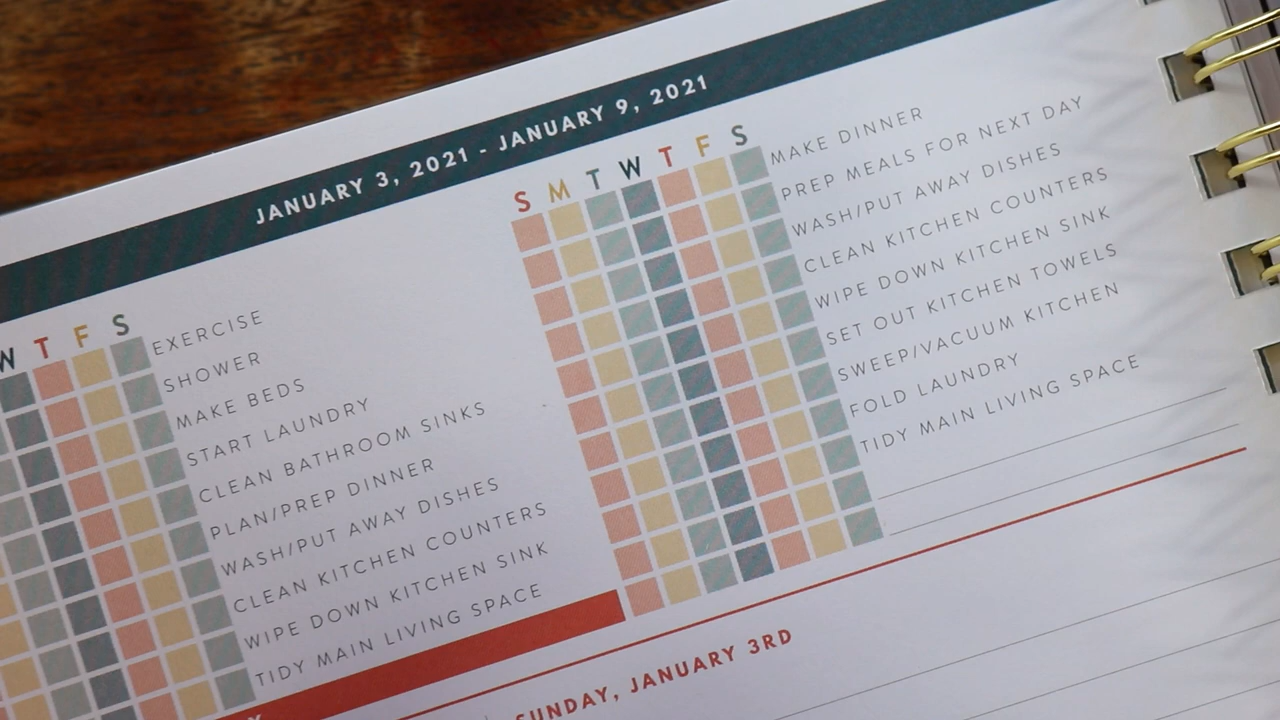 JANUARY 3, 2021 - JANUARY 9, 2021
W T F S
EXERCISE
SHOWER
MAKE BEDS
START LAUNDRY
CLEAN BATHROOM SINKS
PLAN/PREP DINNER
WASH/PUT AWAY DISHES
CLEAN KITCHEN COUNTERS
WIPE DOWN KITCHEN SINK
TIDY MAIN LIVING SPACE
S M T W T F S
MAKE DINNER
PREP MEALS FOR NEXT DAY
WASH/PUT AWAY DISHES
CLEAN KITCHEN COUNTERS
WIPE DOWN KITCHEN SINK
SET OUT KITCHEN TOWELS
SWEEP/VACUUM KITCHEN
FOLD LAUNDRY
TIDY MAIN LIVING SPACE
SUNDAY, JANUARY 3RD